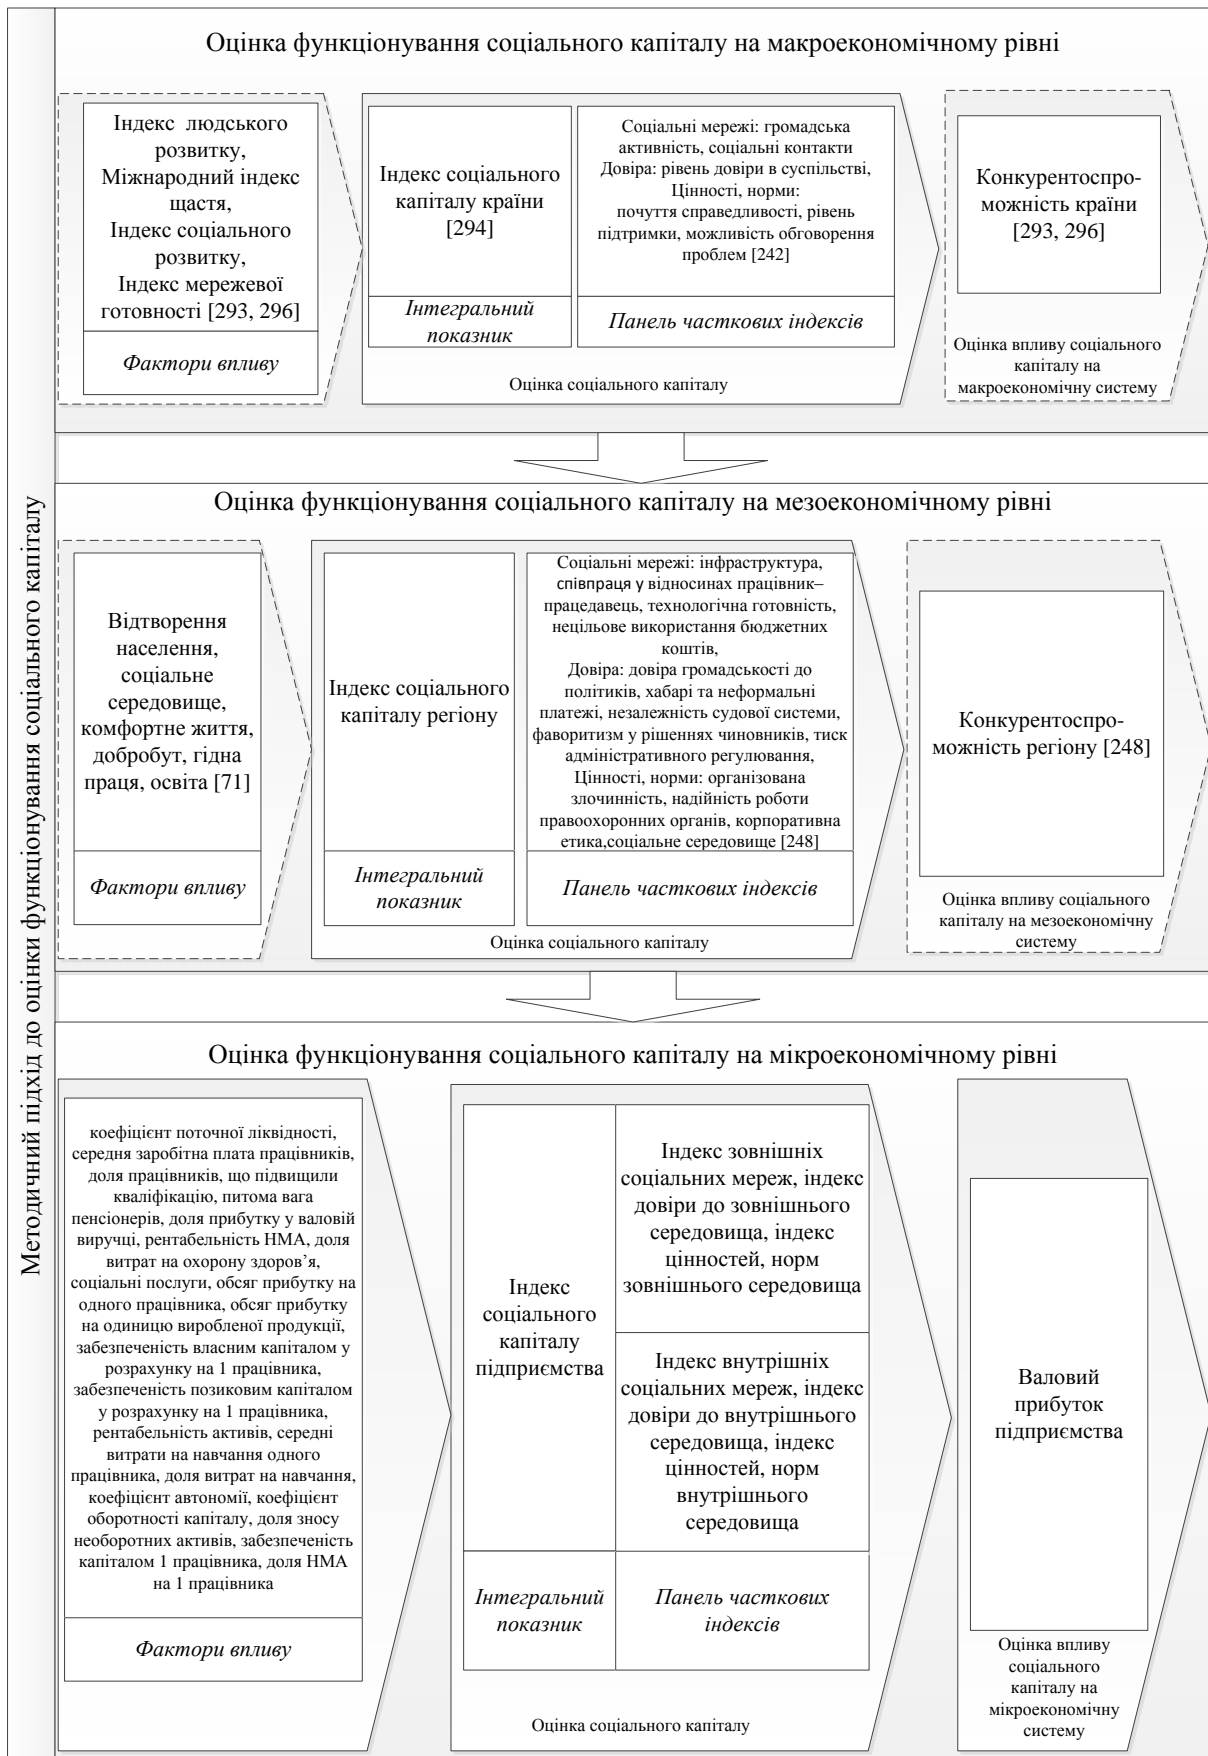 Методичний підхід до оцінки функціонування соціального капіталу
Оцінка функціонування соціального капіталу на макроекономічному рівні
Індекс людського
розвитку,
Міжнародний індекс
щастя,
Індекс соціального
розвитку,
Індекс мережевої
готовності [293, 296]
Фактори впливу
Індекс соціального
капіталу країни
[294]
Інтегральний
показник
Соціальні мережі: громадська
активність, соціальні контакти
Довіра: рівень довіри в суспільстві,
Цінності, норми:
почуття справедливості, рівень
підтримки, можливість обговорення
проблем [242]
Панель часткових індексів
Оцінка соціального капіталу
Конкурентоспро-
можність країни
[293, 296]
Оцінка впливу соціального
капіталу на
макроекономічну систему
Оцінка функціонування соціального капіталу на мезоекономічному рівні
Відтворення
населення,
соціальне
середовище,
комфортне життя,
добробут, гідна
праця, освіта [71]
Фактори впливу
Індекс соціального
капіталу регіону
Інтегральний
показник
Соціальні мережі: інфраструктура,
співпраця у відносинах працівник–
працедавець, технологічна готовність,
нецільове використання бюджетних
коштів,
Довіра: довіра громадськості до
політиків, хабарі та неформальні
платежі, незалежність судової системи,
фаворитизм у рішеннях чиновників, тиск
адміністративного регулювання,
Цінності, норми: організована
злочинність, надійність роботи
правоохоронних органів, корпоративна
етика,соціальне середовище [248]
Панель часткових індексів
Оцінка соціального капіталу
Конкурентоспро-
можність регіону [248]
Оцінка впливу соціального
капіталу на мезоекономічну
систему
Оцінка функціонування соціального капіталу на мікроекономічному рівні
коефіцієнт поточної ліквідності,
середня заробітна плата працівників,
доля працівників, що підвищили
кваліфікацію, питома вага
пенсіонерів, доля прибутку у валовій
виручці, рентабельність НМА, доля
витрат на охорону здоров’я,
соціальні послуги, обсяг прибутку на
одного працівника, обсяг прибутку
на одиницю виробленої продукції,
забезпеченість власним капіталом у
розрахунку на 1 працівника,
забезпеченість позиковим капіталом
у розрахунку на 1 працівника,
рентабельність активів, середні
витрати на навчання одного
працівника, доля витрат на навчання,
коефіцієнт автономії, коефіцієнт
оборотності капіталу, доля зносу
необоротних активів, забезпеченість
капіталом 1 працівника, доля НМА
на 1 працівника
Фактори впливу
Індекс
соціального
капіталу
підприємства
Інтегральний
показник
Індекс зовнішніх
соціальних мереж, індекс
довіри до зовнішнього
середовища, індекс
цінностей, норм
зовнішнього середовища
Індекс внутрішніх
соціальних мереж, індекс
довіри до внутрішнього
середовища, індекс
цінностей, норм
внутрішнього
середовища
Панель часткових
індексів
Оцінка соціального капіталу
Валовий
прибуток
підприємства
Оцінка впливу
соціального
капіталу на
мікроекономічну
систему